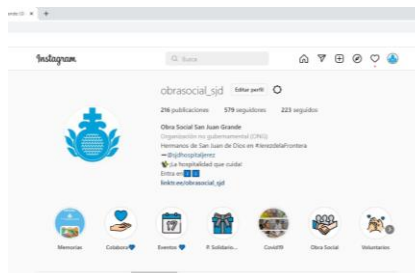 Instagram
Busca
obrasocial_sjd Editar perfil
216 publicaciones 579 seguidores 223 seguidos
Obra Social San Juan Grande
Organización no gubernamental (ONG)
Hermanos de San Juan de Dios en #JerezdelaFrontera
@sjdhospitaljerez
¡La hospitalidad que cuida!
Entra en
linktr.ee/obrasocial_sjd
Memorias Colabora💙 Eventos 💙 P. Solidario... Covid19 Obra Social Voluntarios